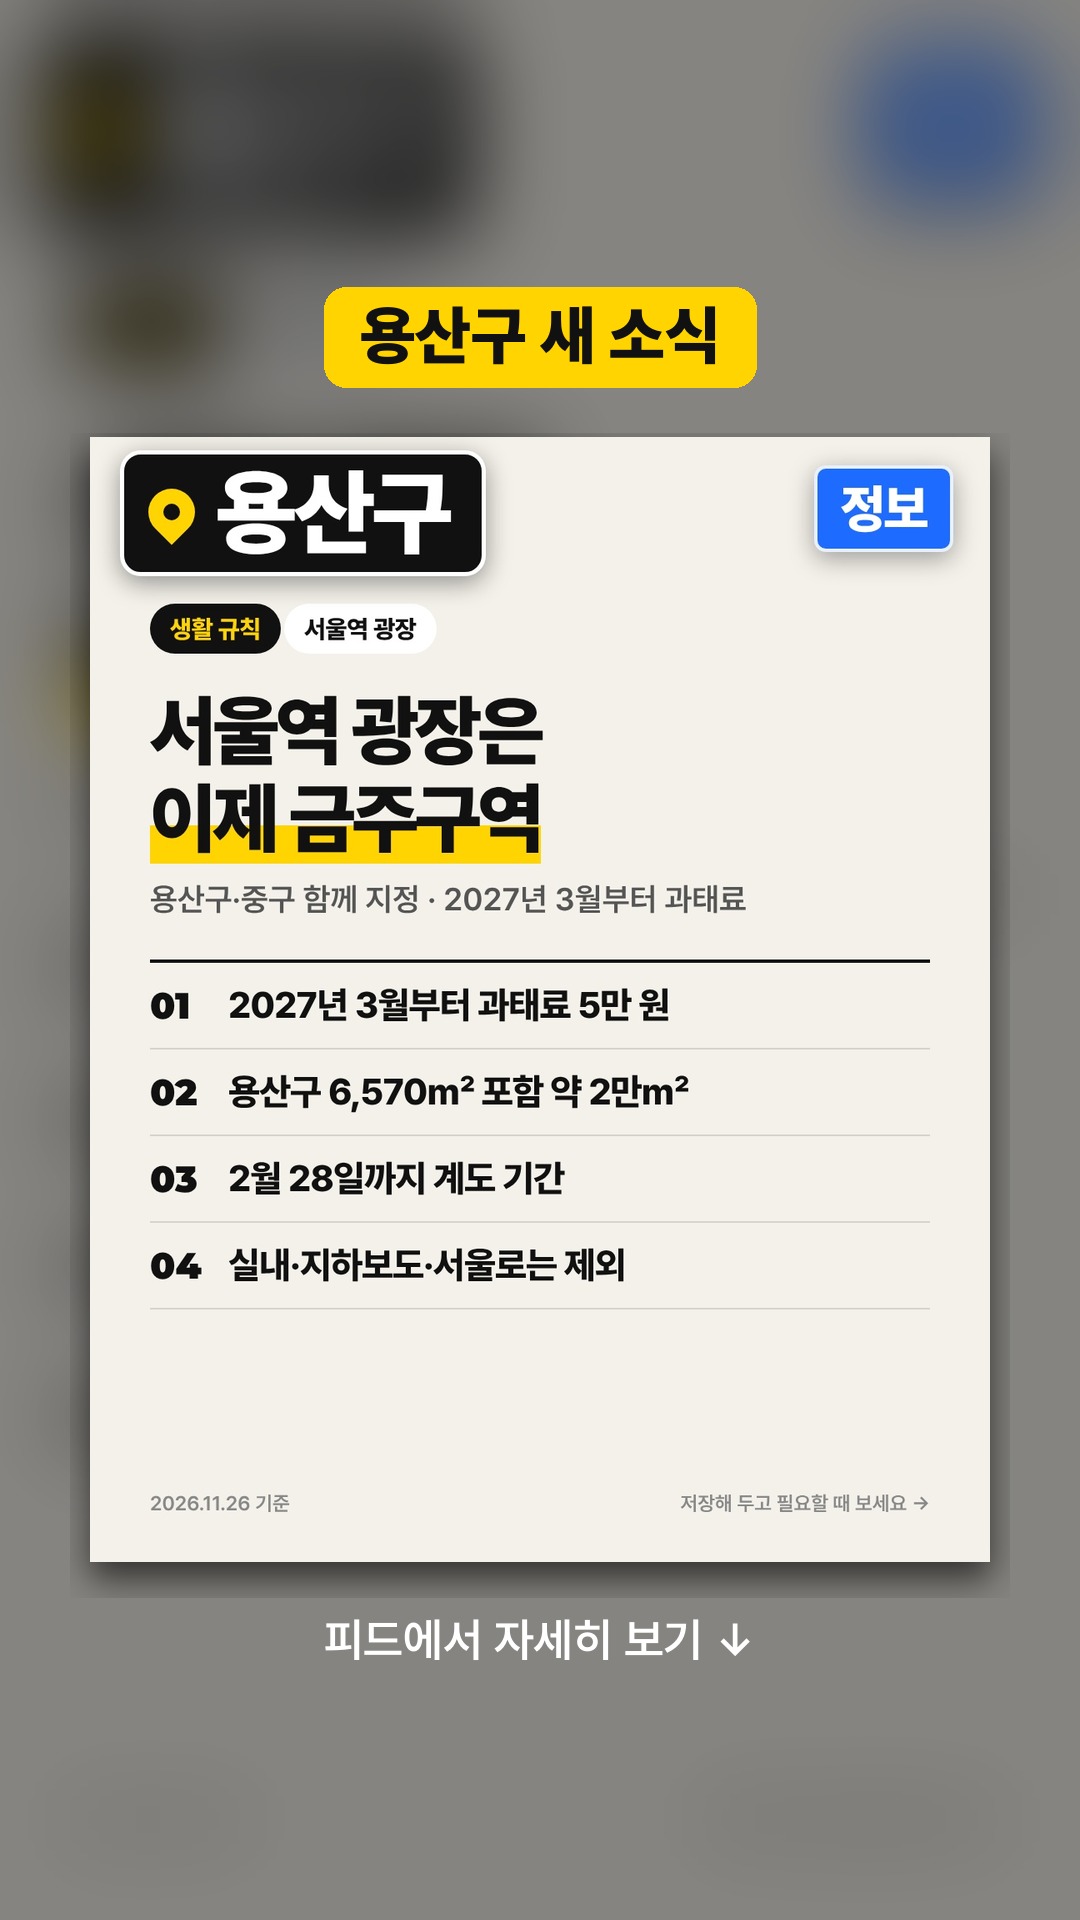 용산구 새 소식
용산구
정보
생활 규칙
서울역 광장
서울역 광장은
이제 금주구역
용산구·중구 함께 지정 · 2027년 3월부터 과태료
01 2027년 3월부터 과태료 5만 원
02 용산구 6,570m² 포함 약 2만m²
03 2월 28일까지 계도 기간
04 실내·지하보도·서울로는 제외
2026.11.26 기준
저장해 두고 필요할 때 보세요 →
피드에서 자세히 보기 ↓